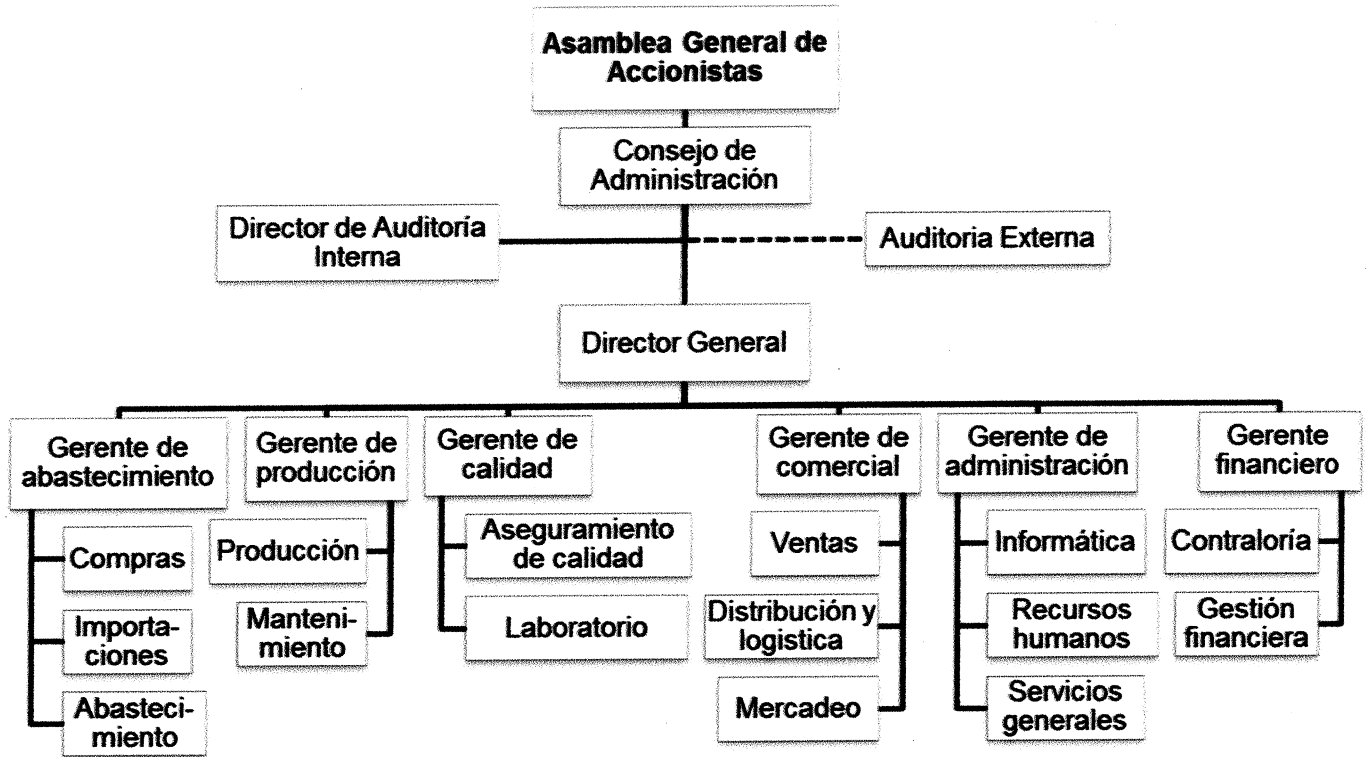 Asamblea General de
Accionistas
Consejo de
Administración
Director de Auditoría
Interna
Auditoria Externa
Director General
Gerente de
abastecimiento
Gerente de
producción
Gerente de
calidad
Gerente de
comercial
Gerente de
administración
Gerente
financiero
Compras
Importa-
ciones
Abasteci-
miento
Producción
Manteni-
miento
Aseguramiento
de calidad
Laboratorio
Ventas
Distribución y
logistica
Mercadeo
Informática
Recursos
humanos
Servicios
generales
Contraloría
Gestión
financiera